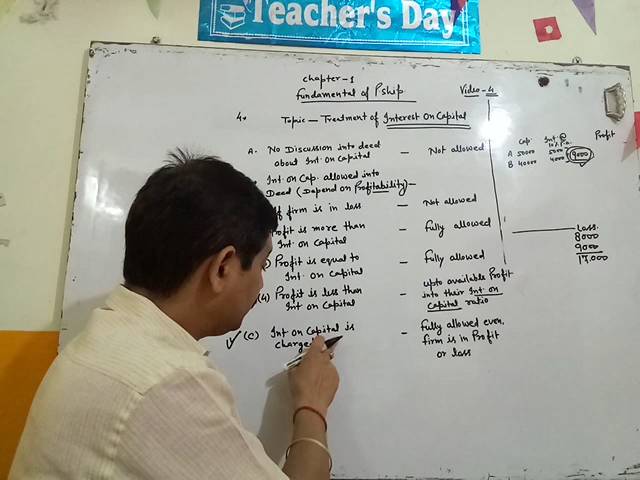 Teacher's Day
chapter-1
Fundamental of P'ship
Video-4
4. Topic - Treatment of Interest on Capital
A. No Discussion into deed - Not allowed
about Int. on Capital
Int. on Cap. allowed into
Deed (Depend on Profitability) -
If firm is in loss - Not allowed
Profit is more than - Fully allowed
Int. on Capital
) Profit is equal to - Fully allowed
Int. on Capital
(4) Profit is less than - upto available Profit
Int on Capital into their Int. on
Capital ratio
(C) Int on Capital is - Fully allowed even.
charge firm is in Profit
or loss
Cap. Int. @ Profit
10% P.a.
A 50000 5000 9000
B 40000 4000
Loss.
8000
9000
17,000